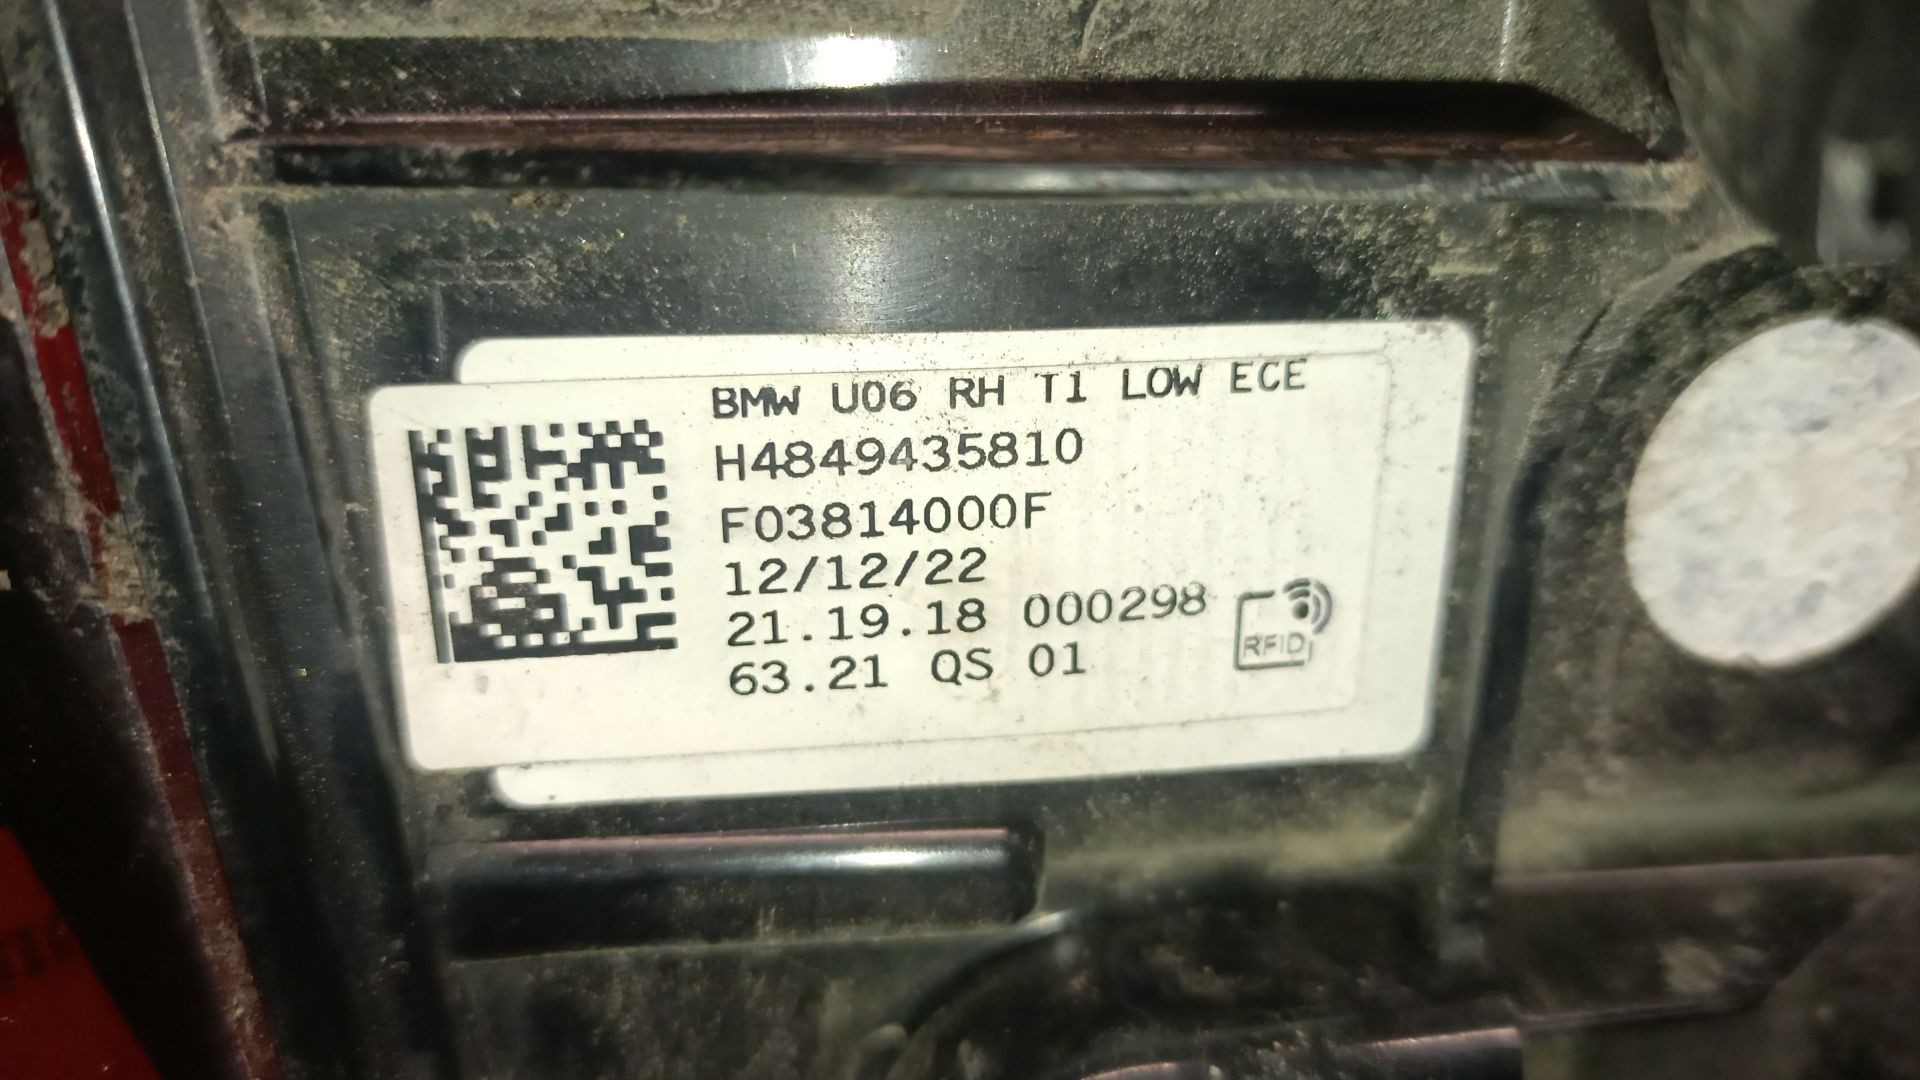 BMW U06 RH T1 LOW ECE
H4849435810
F03814000F
12/12/22
21.19.18 000298
63.21 QS 01
RFID